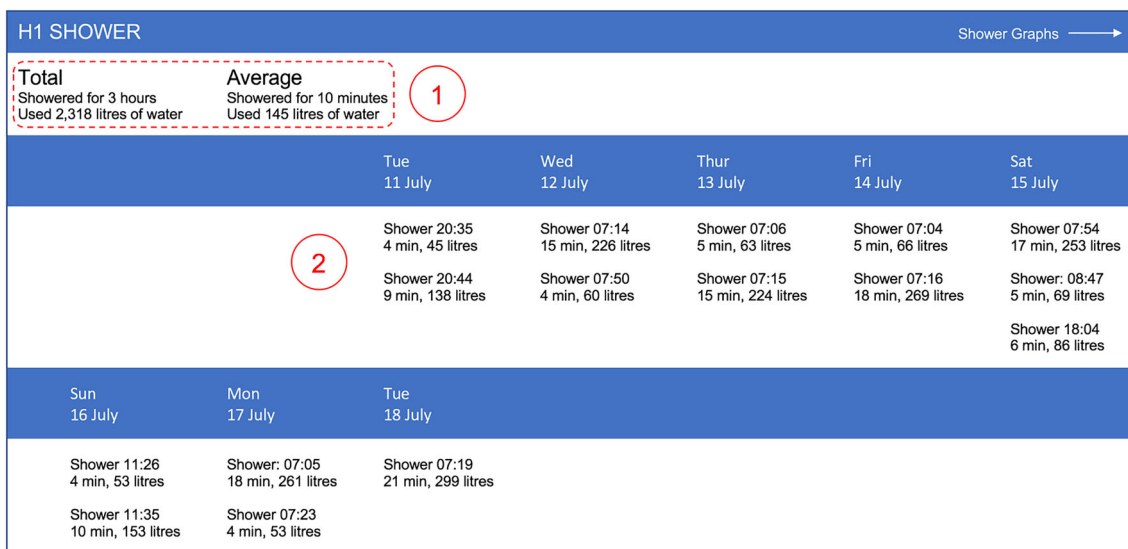 H1 SHOWER
Shower Graphs
Total
Showered for 3 hours
Used 2,318 litres of water
Average
Showered for 10 minutes
Used 145 litres of water
1
Tue
11 July
Wed
12 July
Thur
13 July
Fri
14 July
Sat
15 July
2
Shower 20:35
4 min, 45 litres
Shower 20:44
9 min, 138 litres
Shower 07:14
15 min, 226 litres
Shower 07:50
4 min, 60 litres
Shower 07:06
5 min, 63 litres
Shower 07:15
15 min, 224 litres
Shower 07:04
5 min, 66 litres
Shower 07:16
18 min, 269 litres
Shower 07:54
17 min, 253 litres
Shower: 08:47
5 min, 69 litres
Shower 18:04
6 min, 86 litres
Sun
16 July
Mon
17 July
Tue
18 July
Shower 11:26
4 min, 53 litres
Shower 11:35
10 min, 153 litres
Shower: 07:05
18 min, 261 litres
Shower 07:23
4 min, 53 litres
Shower 07:19
21 min, 299 litres